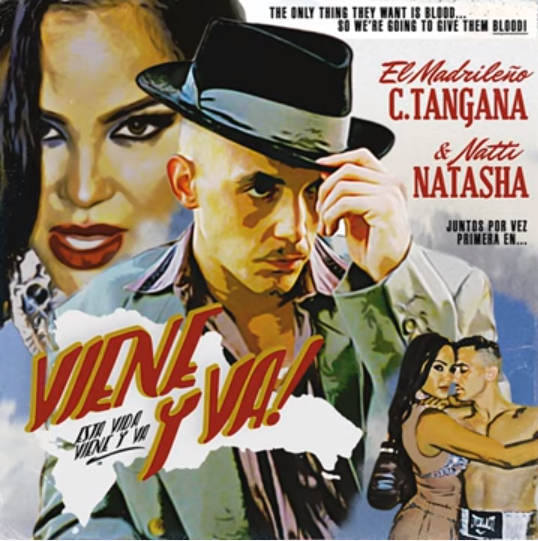 THE ONLY THING THEY WANT IS BLOOD...
SO WE'RE GOING TO GIVE THEM BLOOD!
El Madrileño
C.TANGANA
& Natti
NATASHA
JUNTOS POR VEZ
PRIMERA EN...
VIENE
Y VA!
ESTA VIDA
VIENE Y VA
EVERLAST